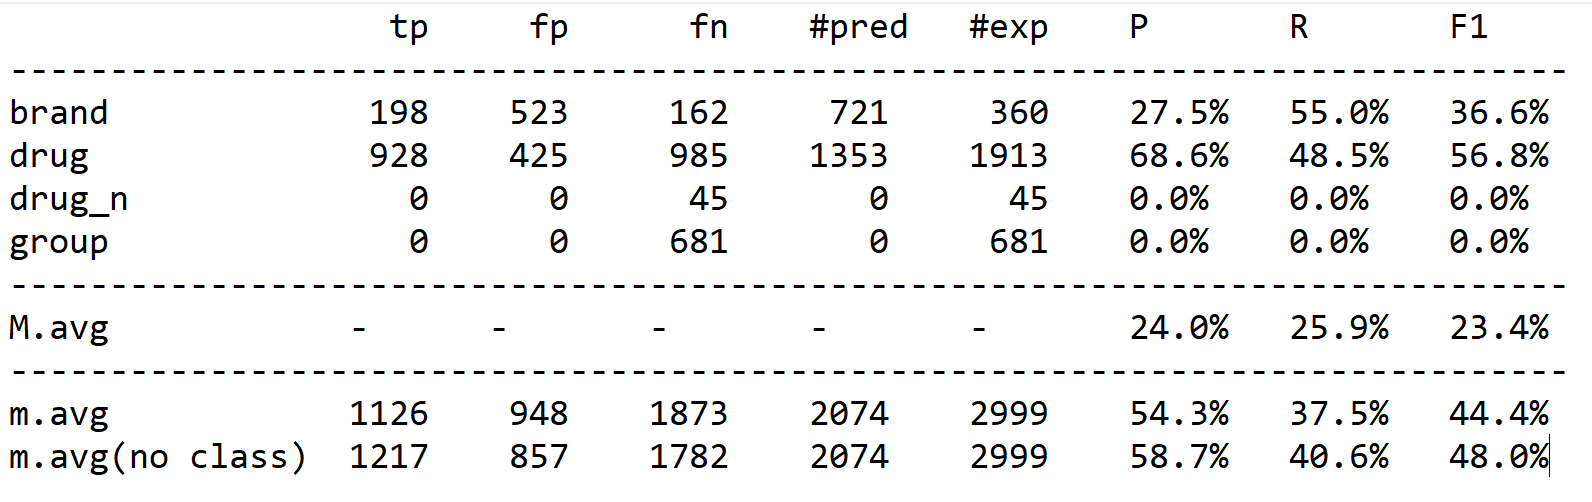 tp fp fn #pred #exp P R F1
------------------------------------------------------------------------------
brand 198 523 162 721 360 27.5% 55.0% 36.6%
drug 928 425 985 1353 1913 68.6% 48.5% 56.8%
drug_n 0 0 45 0 45 0.0% 0.0% 0.0%
group 0 0 681 0 681 0.0% 0.0% 0.0%
------------------------------------------------------------------------------
M.avg - - - - - 24.0% 25.9% 23.4%
------------------------------------------------------------------------------
m.avg 1126 948 1873 2074 2999 54.3% 37.5% 44.4%
m.avg(no class) 1217 857 1782 2074 2999 58.7% 40.6% 48.0%